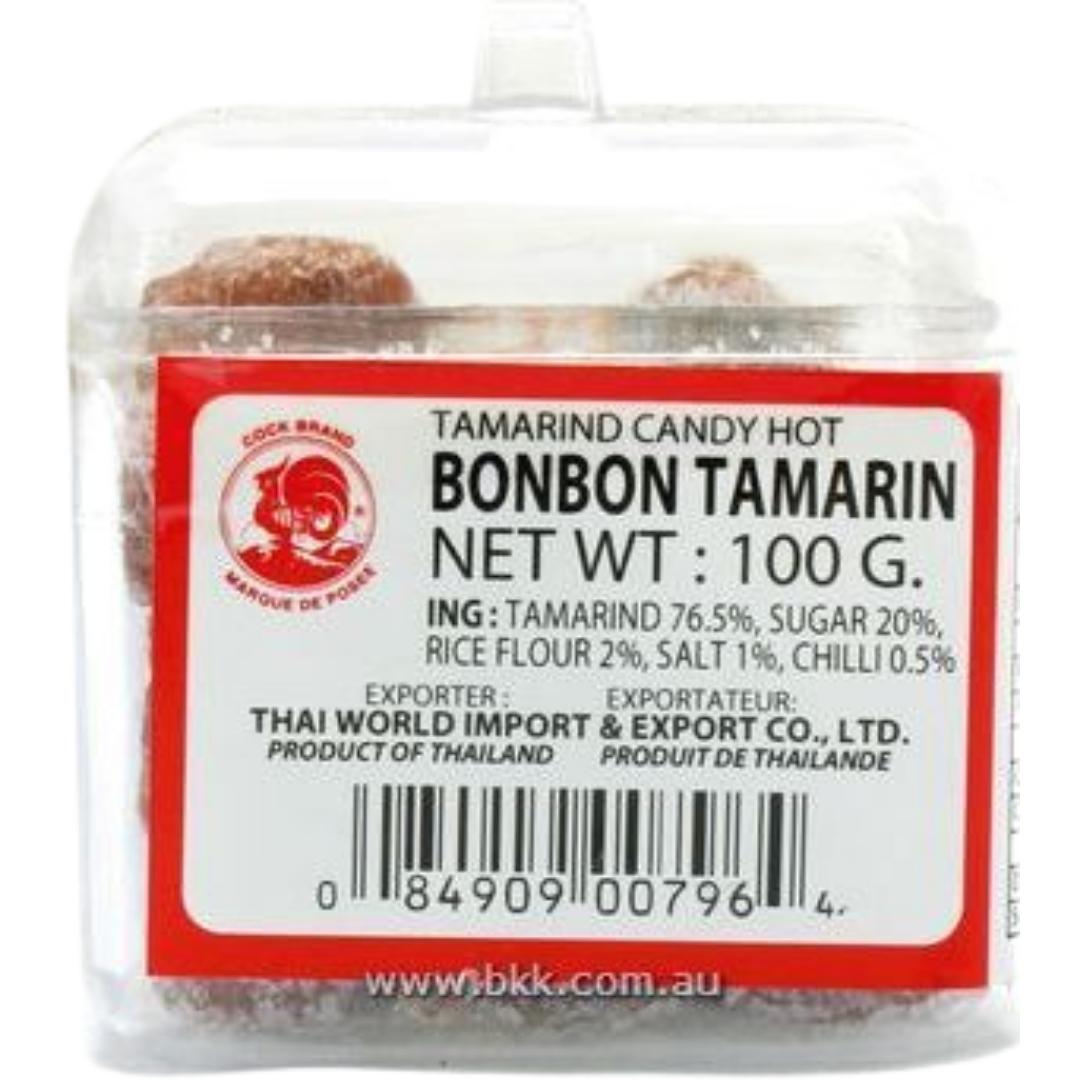 TAMARIND CANDY HOT
BONBON TAMARIN
NET WT : 100 G.
ING : TAMARIND 76.5%, SUGAR 20%,
RICE FLOUR 2%, SALT 1%, CHILLI 0.5%
COCK BRAND
®
MARQUE DE POSEE
EXPORTER : EXPORTATEUR:
THAI WORLD IMPORT & EXPORT CO., LTD.
PRODUCT OF THAILAND PRODUIT DE THAILANDE
0 84909 00796 4.
www.bkk.com.au